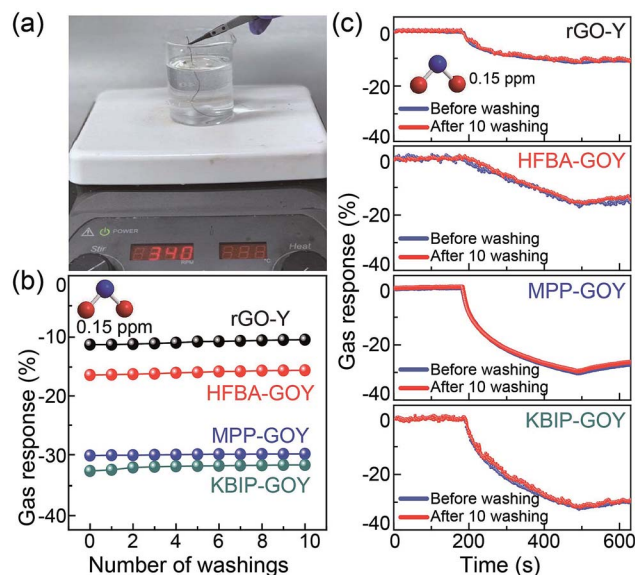 (a)
POWER
Stir
340
RPM
°C
Heat
(b)
0
-10
-20
-30
-40
Gas response (%)
0.15 ppm
rGO-Y
HFBA-GOY
MPP-GOY
KBIP-GOY
0 2 4 6 8 10
Number of washings
(c)
Gas response (%)
0
-20
-40
rGO-Y
0.15 ppm
Before washing
After 10 washing
0
-20
-40
HFBA-GOY
Before washing
After 10 washing
0
-20
-40
MPP-GOY
Before washing
After 10 washing
0
-20
-40
KBIP-GOY
Before washing
After 10 washing
0 200 400 600
Time (s)